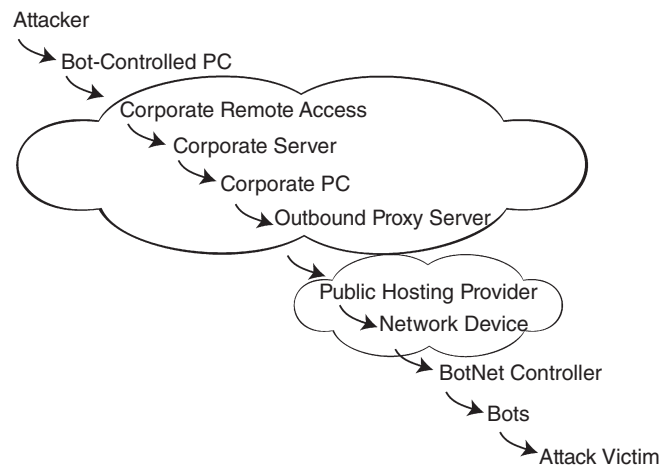 Attacker
Bot-Controlled PC
Corporate Remote Access
Corporate Server
Corporate PC
Outbound Proxy Server
Public Hosting Provider
Network Device
BotNet Controller
Bots
Attack Victim